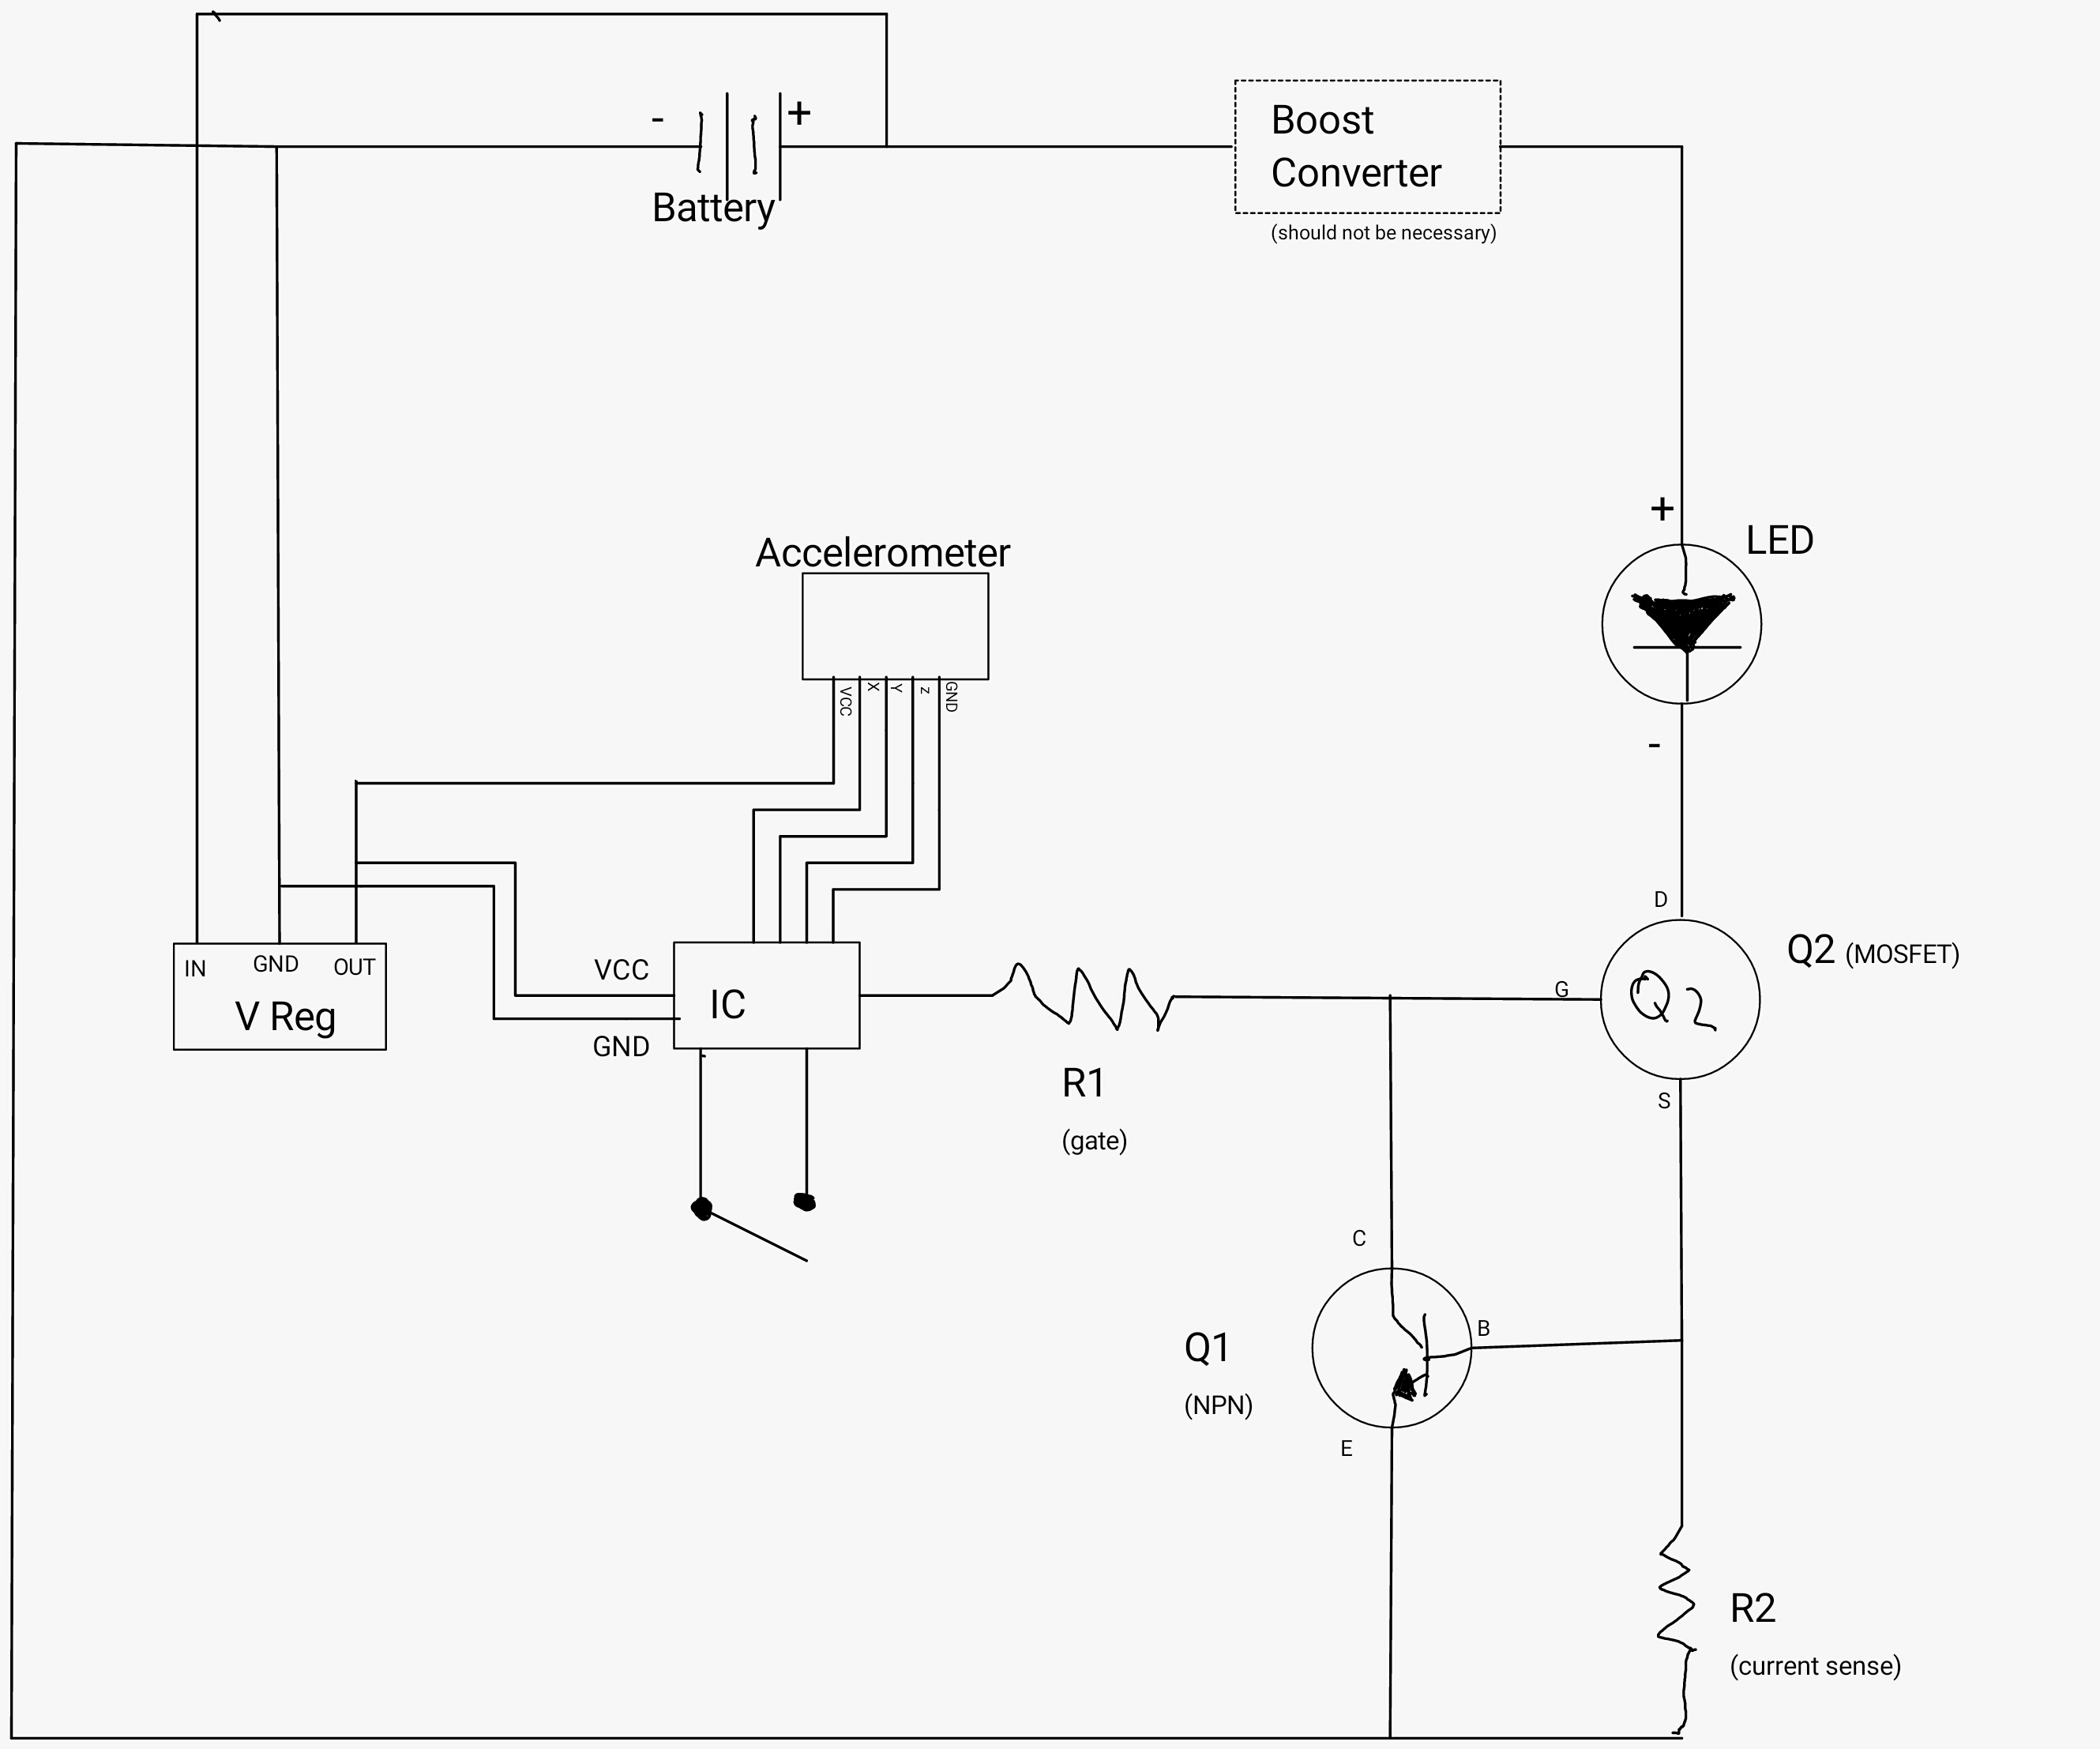 -
+
Battery
Boost
Converter
(should not be necessary)
+
LED
-
Accelerometer
VCC
X
Y
z
GND
D
Q2 (MOSFET)
G
Q2
S
IN
GND
OUT
V Reg
VCC
IC
GND
R1
(gate)
C
Q1
B
(NPN)
E
R2
(current sense)